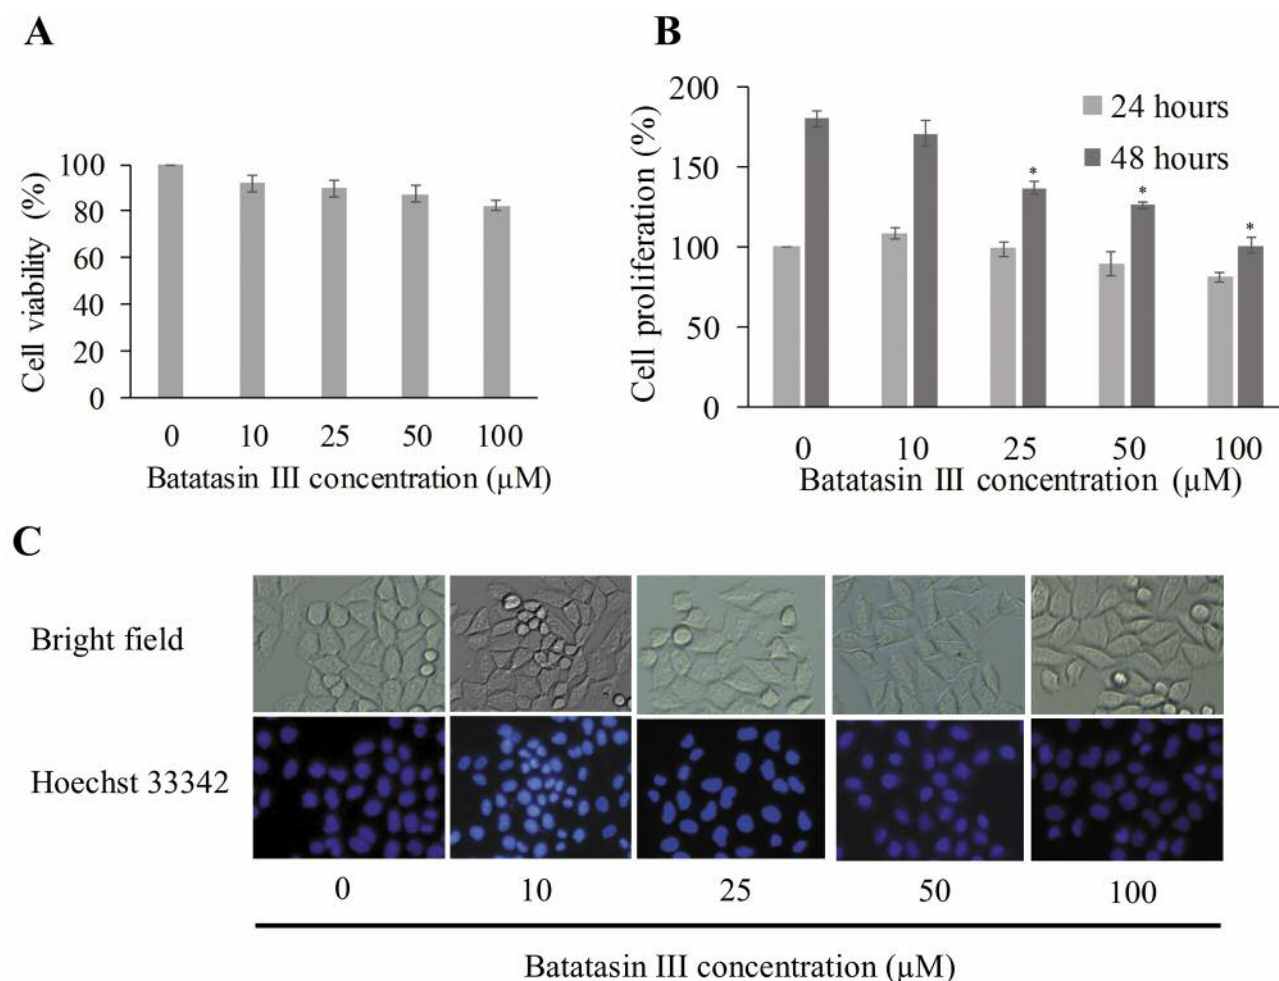 A
Cell viability (%)
100
80
60
40
20
0
0 10 25 50 100
Batatasin III concentration (µM)
B
Cell proliferation (%)
200
150
100
50
0
24 hours
48 hours
*
*
*
0 10 25 50 100
Batatasin III concentration (µM)
C
Bright field
Hoechst 33342
0 10 25 50 100
Batatasin III concentration (µM)